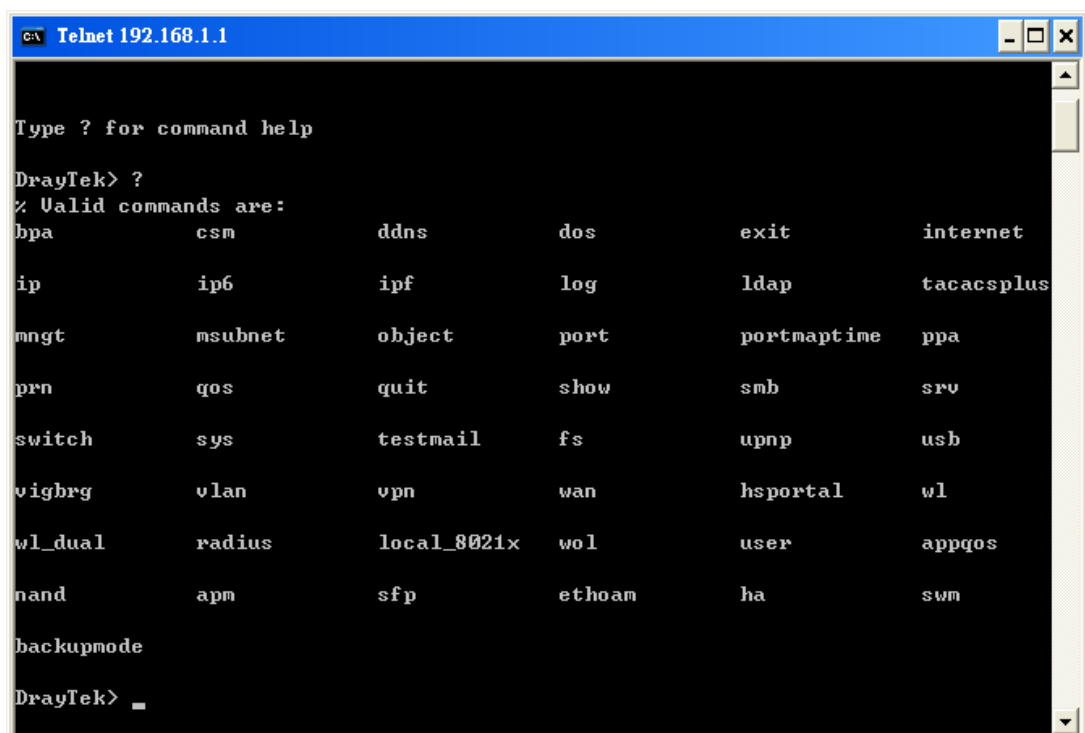 Telnet 192.168.1.1
Type ? for command help
DrayTek> ?
% Valid commands are:
bpa csm ddns dos exit internet
ip ip6 ipf log ldap tacacsplus
mngt msubnet object port portmaptime ppa
prn qos quit show smb srv
switch sys testmail fs upnp usb
vigbrg vlan vpn wan hsportal wl
wl_dual radius local_8021x wol user appqos
nand apm sfp ethoam ha swm
backupmode
DrayTek> _